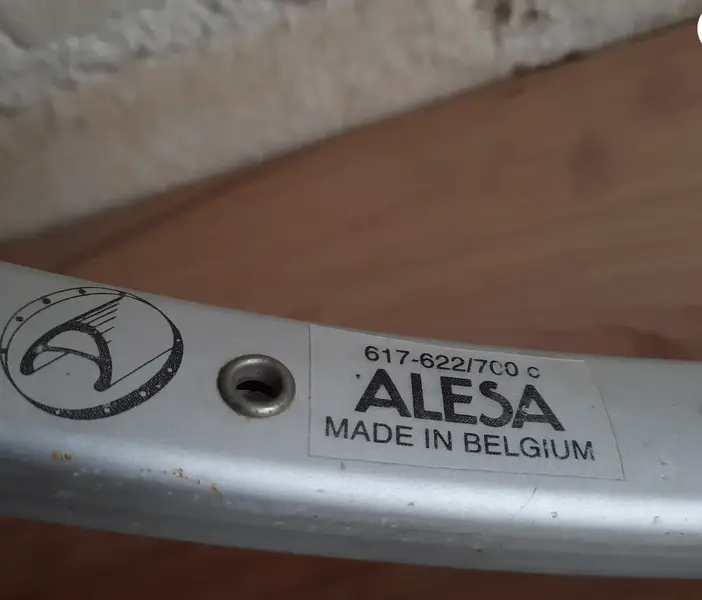 617-622/700 c
ALESA
MADE IN BELGIUM